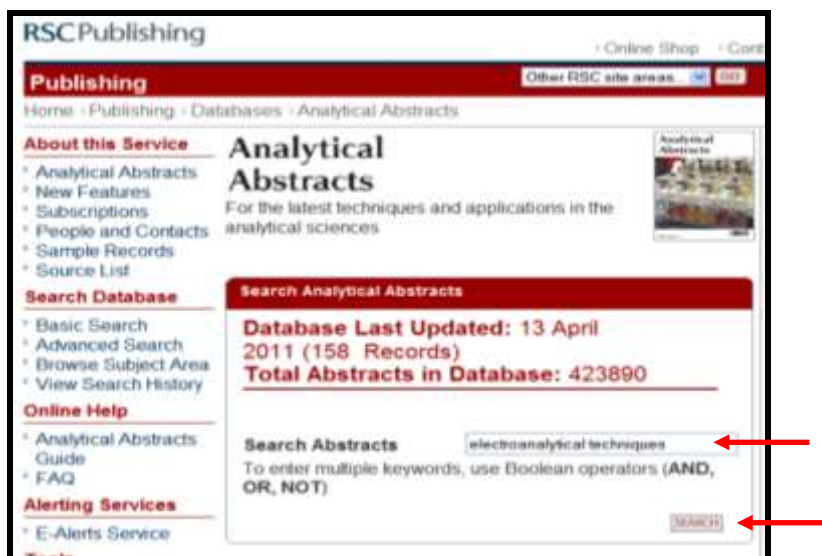 RSCPublishing
Online Shop
Publishing
Other RSC site areas...
GO
Home Publishing Databases Analytical Abstracts
About this Service
Analytical Abstracts
New Features
Subscriptions
People and Contacts
Sample Records
Source List
Search Database
Basic Search
Advanced Search
Browse Subject Area
View Search History
Online Help
Analytical Abstracts
Guide
FAQ
Alerting Services
E-Alerts Service
Analytical
Abstracts
For the latest techniques and applications in the
analytical sciences
Analytical
Abstracts
Search Analytical Abstracts
Database Last Updated: 13 April
2011 (158 Records)
Total Abstracts in Database: 423890
Search Abstracts
electroanalytical techniques
To enter multiple keywords, use Boolean operators (AND,
OR, NOT)
SEARCH